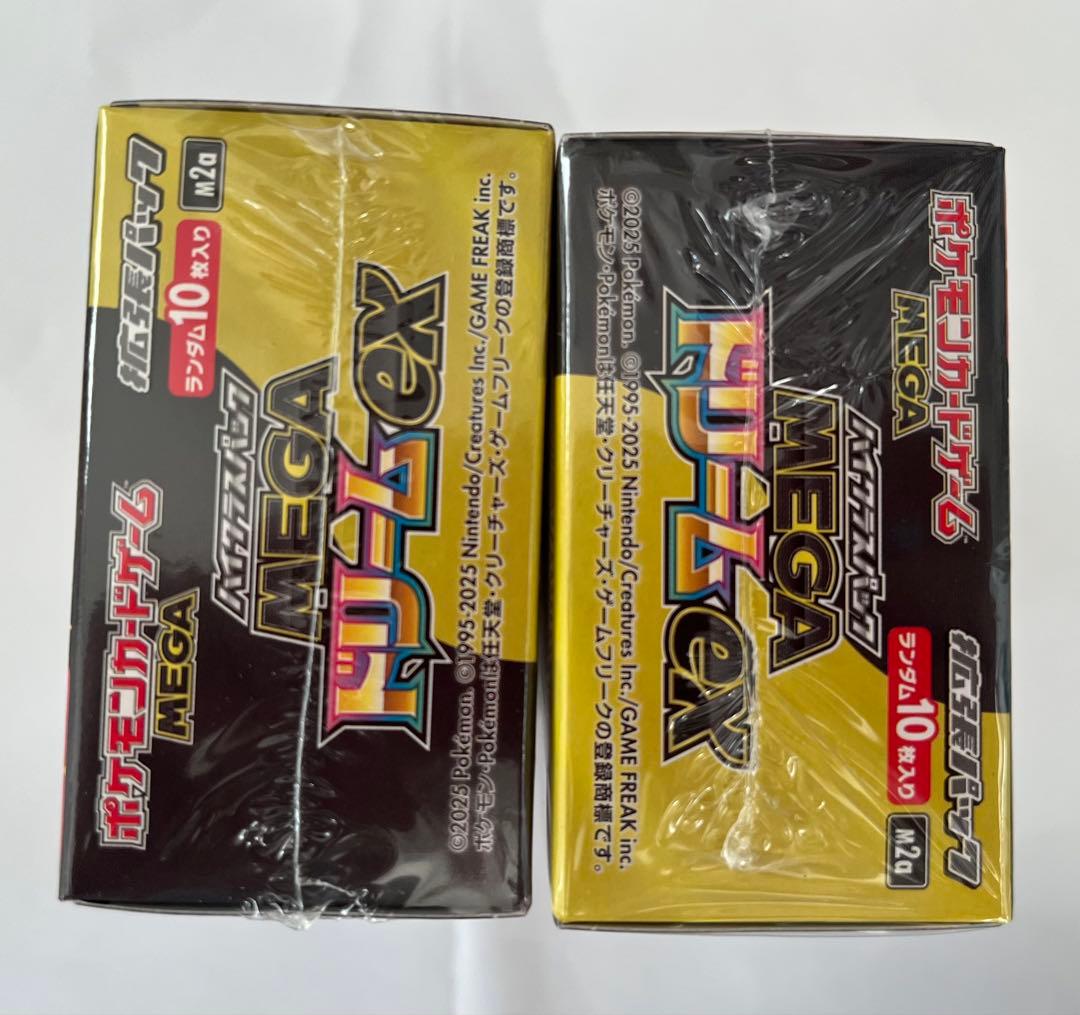 ポケモンカードゲーム
MEGA
拡張パック
ランダム10枚入り
M2a
ハイクラスパック
MEGA
ドリームex
©2025 Pokémon. ©1995-2025 Nintendo/Creatures Inc./GAME FREAK inc.
ポケモン・Pokémonは任天堂・クリーチャーズ・ゲームフリークの登録商標です。
ポケモンカードゲーム
MEGA
拡張パック
ランダム10枚入り
M2a
ハイクラスパック
MEGA
ドリームex
©2025 Pokémon. ©1995-2025 Nintendo/Creatures Inc./GAME FREAK inc.
ポケモン・Pokémonは任天堂・クリーチャーズ・ゲームフリークの登録商標です。